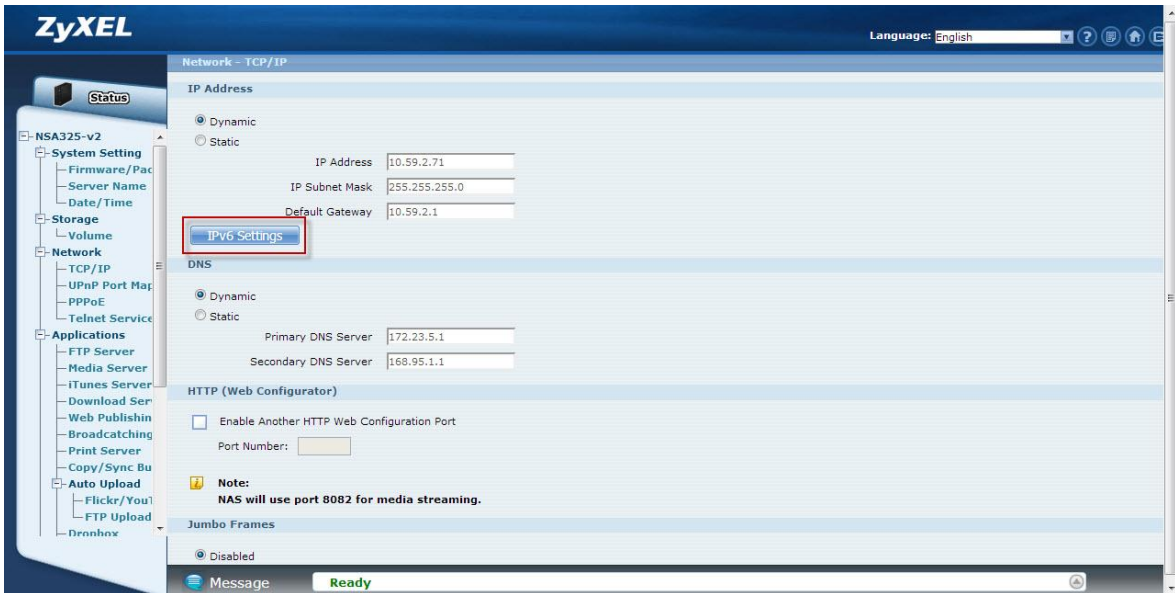 ZyXEL
Language: English
Status
NSA325-v2
System Setting
Firmware/Pac
Server Name
Date/Time
Storage
Volume
Network
TCP/IP
UPnP Port Map
PPPoE
Telnet Service
Applications
FTP Server
Media Server
iTunes Server
Download Ser
Web Publishin
Broadcatching
Print Server
Copy/Sync Bu
Auto Upload
Flickr/YouT
FTP Upload
Dropbox
Network - TCP/IP
IP Address
Dynamic
Static
IP Address 10.59.2.71
IP Subnet Mask 255.255.255.0
Default Gateway 10.59.2.1
IPv6 Settings
DNS
Dynamic
Static
Primary DNS Server 172.23.5.1
Secondary DNS Server 168.95.1.1
HTTP (Web Configurator)
Enable Another HTTP Web Configuration Port
Port Number:
Note:
NAS will use port 8082 for media streaming.
Jumbo Frames
Disabled
Message Ready